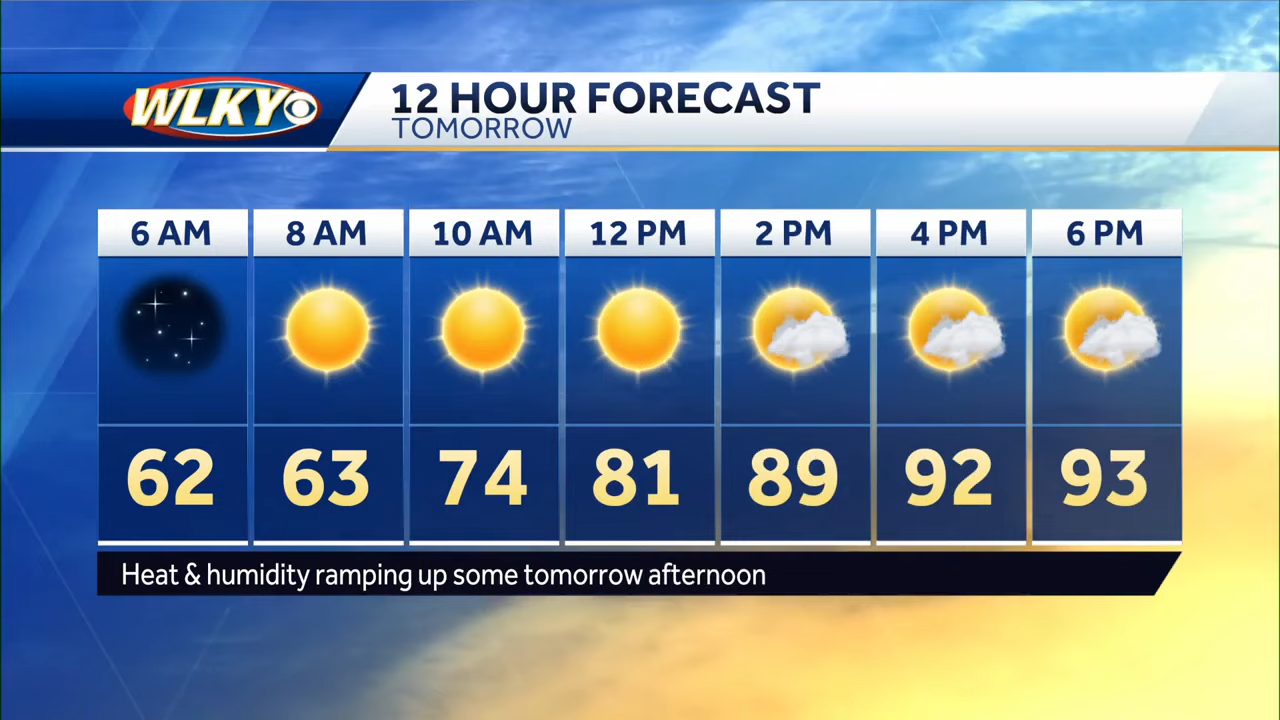 WLKY
12 HOUR FORECAST
TOMORROW
6 AM 8 AM 10 AM 12 PM 2 PM 4 PM 6 PM
62 63 74 81 89 92 93
Heat & humidity ramping up some tomorrow afternoon